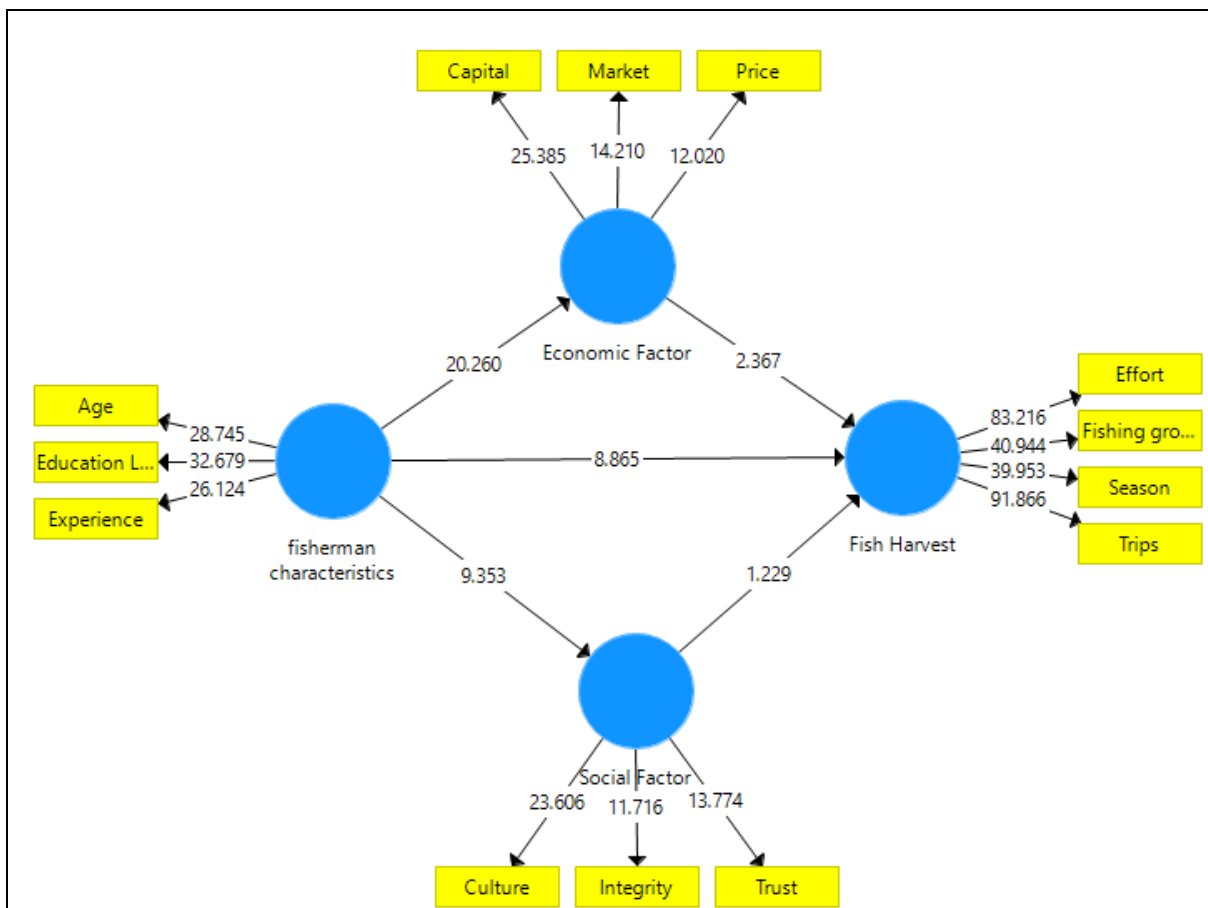 Capital
Market
Price
25.385
14.210
12.020
Economic Factor
20.260
2.367
Age
Education L...
Experience
28.745
32.679
26.124
fisherman
characteristics
8.865
Effort
Fishing gro...
Season
Trips
83.216
40.944
39.953
91.866
Fish Harvest
9.353
1.229
Social Factor
23.606
11.716
13.774
Culture
Integrity
Trust